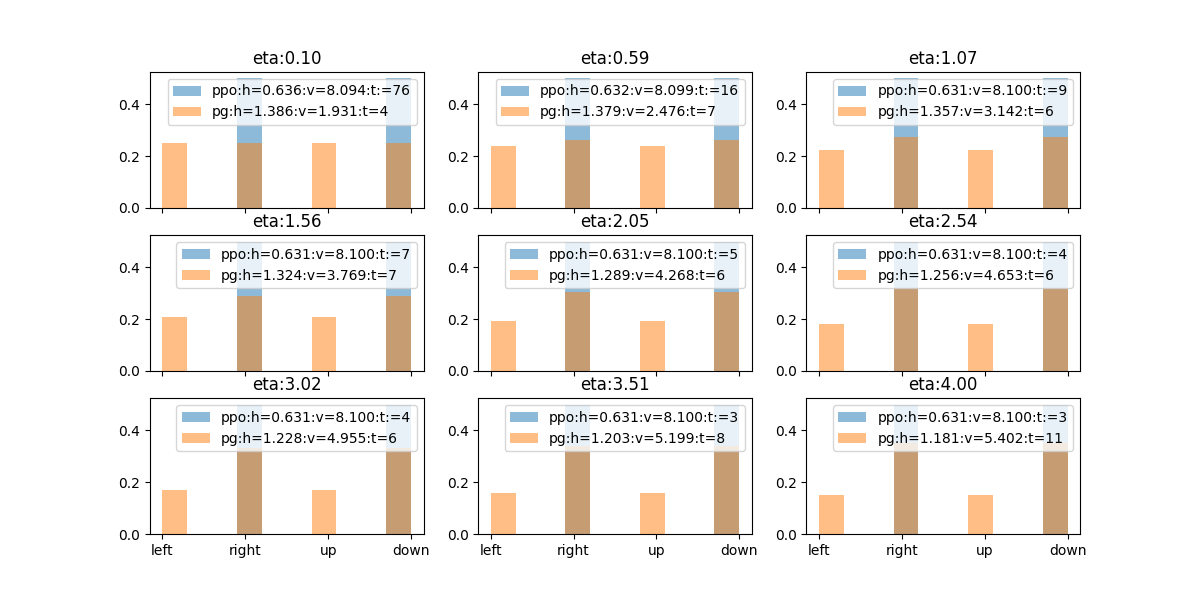 eta:0.10
0.4
0.2
0.0
ppo:h=0.636:v=8.094:t:=76
pg:h=1.386:v=1.931:t=4
eta:0.59
ppo:h=0.632:v=8.099:t:=16
pg:h=1.379:v=2.476:t=7
0.4
0.2
0.0
eta:1.07
ppo:h=0.631:v=8.100:t:=9
pg:h=1.357:v=3.142:t=6
0.4
0.2
0.0
eta:1.56
ppo:h=0.631:v=8.100:t:=7
pg:h=1.324:v=3.769:t=7
0.4
0.2
0.0
eta:2.05
ppo:h=0.631:v=8.100:t:=5
pg:h=1.289:v=4.268:t=6
0.4
0.2
0.0
eta:2.54
ppo:h=0.631:v=8.100:t:=4
pg:h=1.256:v=4.653:t=6
0.4
0.2
0.0
eta:3.02
ppo:h=0.631:v=8.100:t:=4
pg:h=1.228:v=4.955:t=6
0.4
0.2
0.0
left right up down
eta:3.51
ppo:h=0.631:v=8.100:t:=3
pg:h=1.203:v=5.199:t=8
0.4
0.2
0.0
left right up down
eta:4.00
ppo:h=0.631:v=8.100:t:=3
pg:h=1.181:v=5.402:t=11
0.4
0.2
0.0
left right up down